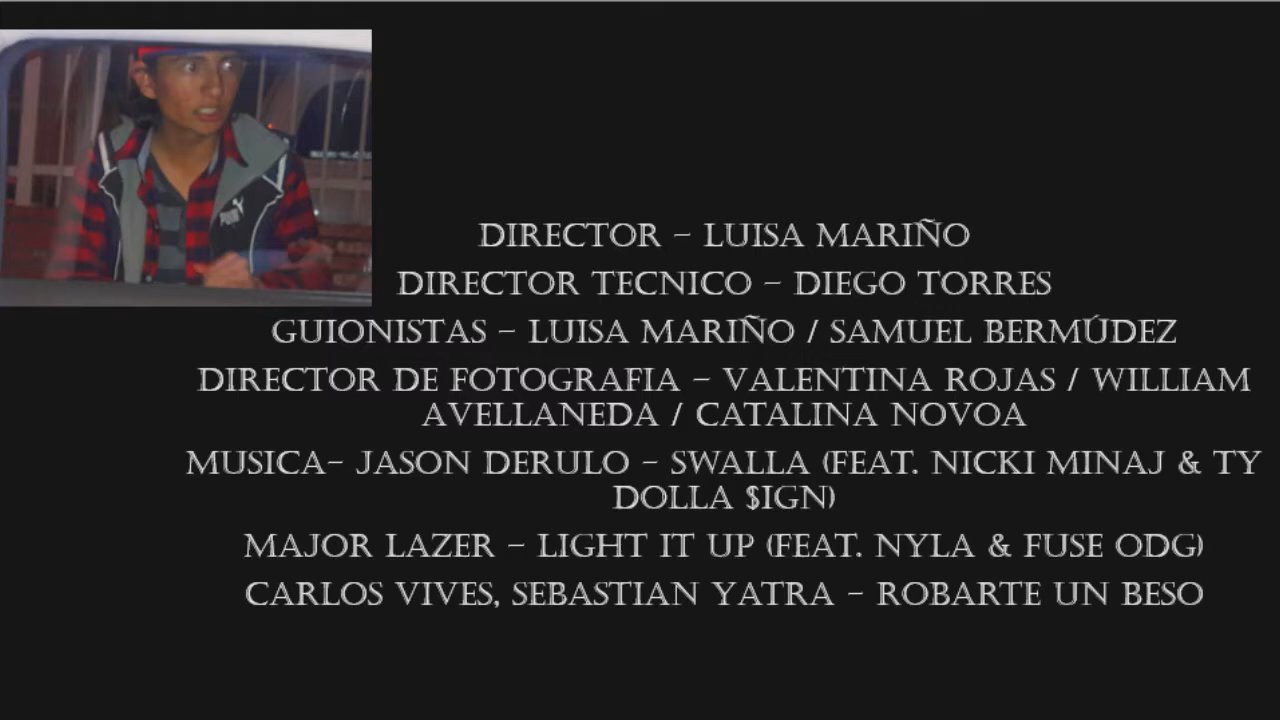 PUMA
DIRECTOR – LUISA MARIÑO
DIRECTOR TECNICO – DIEGO TORRES
GUIONISTAS – LUISA MARIÑO / SAMUEL BERMÚDEZ
DIRECTOR DE FOTOGRAFIA – VALENTINA ROJAS / WILLIAM
AVELLANEDA / CATALINA NOVOA
MUSICA– JASON DERULO – SWALLA (FEAT. NICKI MINAJ & TY
DOLLA $IGN)
MAJOR LAZER – LIGHT IT UP (FEAT. NYLA & FUSE ODG)
CARLOS VIVES, SEBASTIAN YATRA – ROBARTE UN BESO